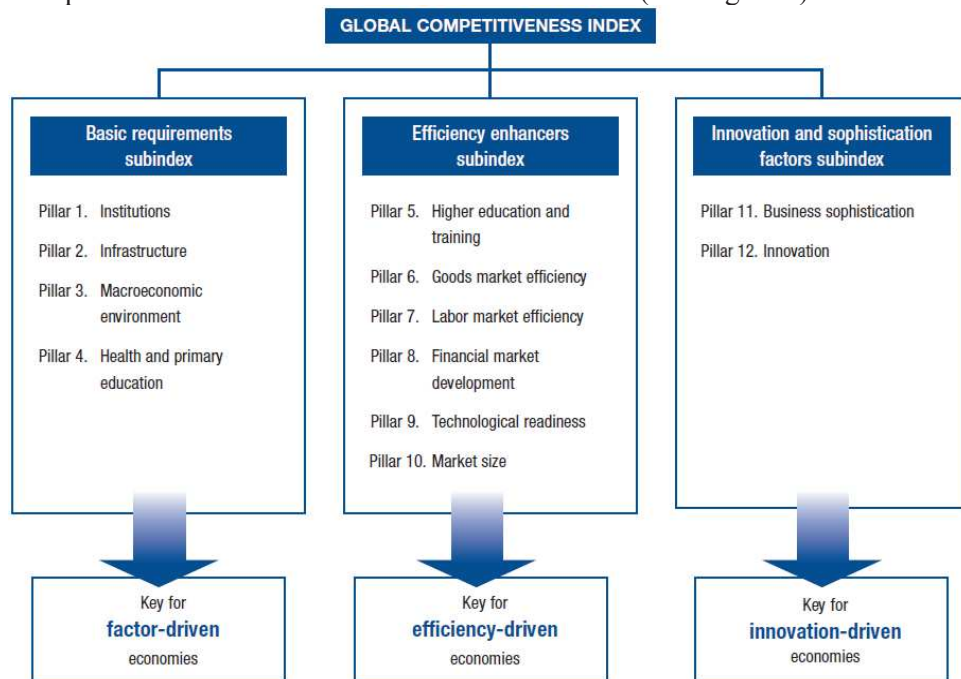 GLOBAL COMPETITIVENESS INDEX
Basic requirements
subindex
Pillar 1. Institutions
Pillar 2. Infrastructure
Pillar 3. Macroeconomic
environment
Pillar 4. Health and primary
education
Key for
factor-driven
economies
Efficiency enhancers
subindex
Pillar 5. Higher education and
training
Pillar 6. Goods market efficiency
Pillar 7. Labor market efficiency
Pillar 8. Financial market
development
Pillar 9. Technological readiness
Pillar 10. Market size
Key for
efficiency-driven
economies
Innovation and sophistication
factors subindex
Pillar 11. Business sophistication
Pillar 12. Innovation
Key for
innovation-driven
economies